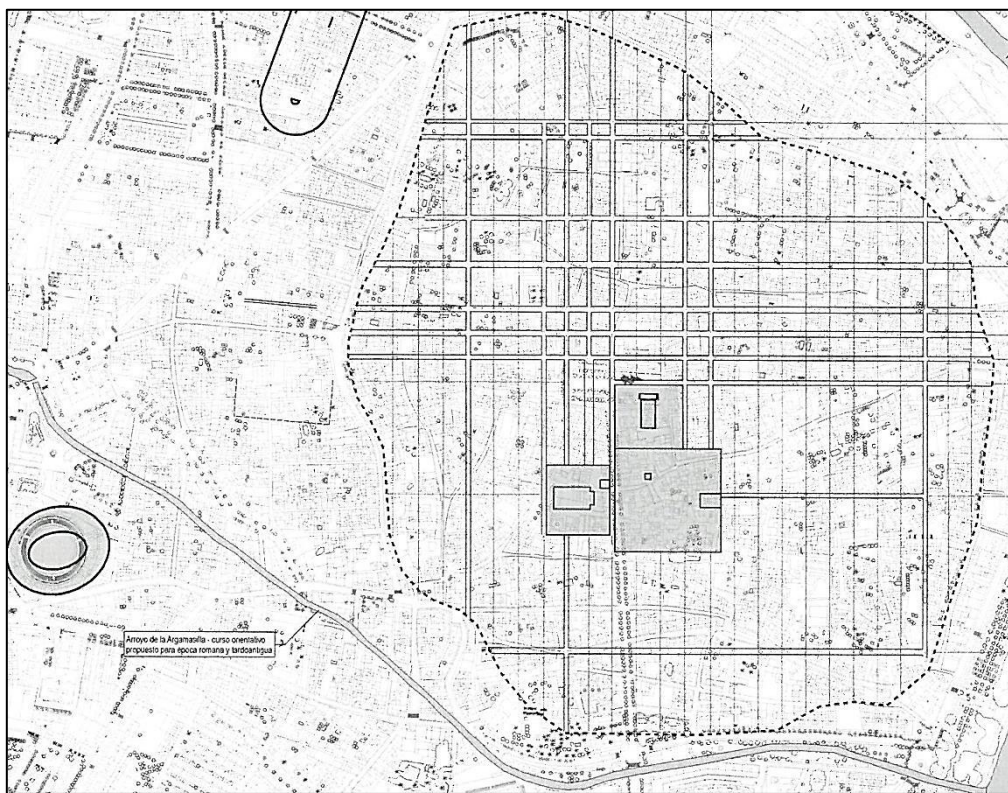 Arroyo de la Argamasilla - curso orientativo
propuesto para época romana y tardoantigua